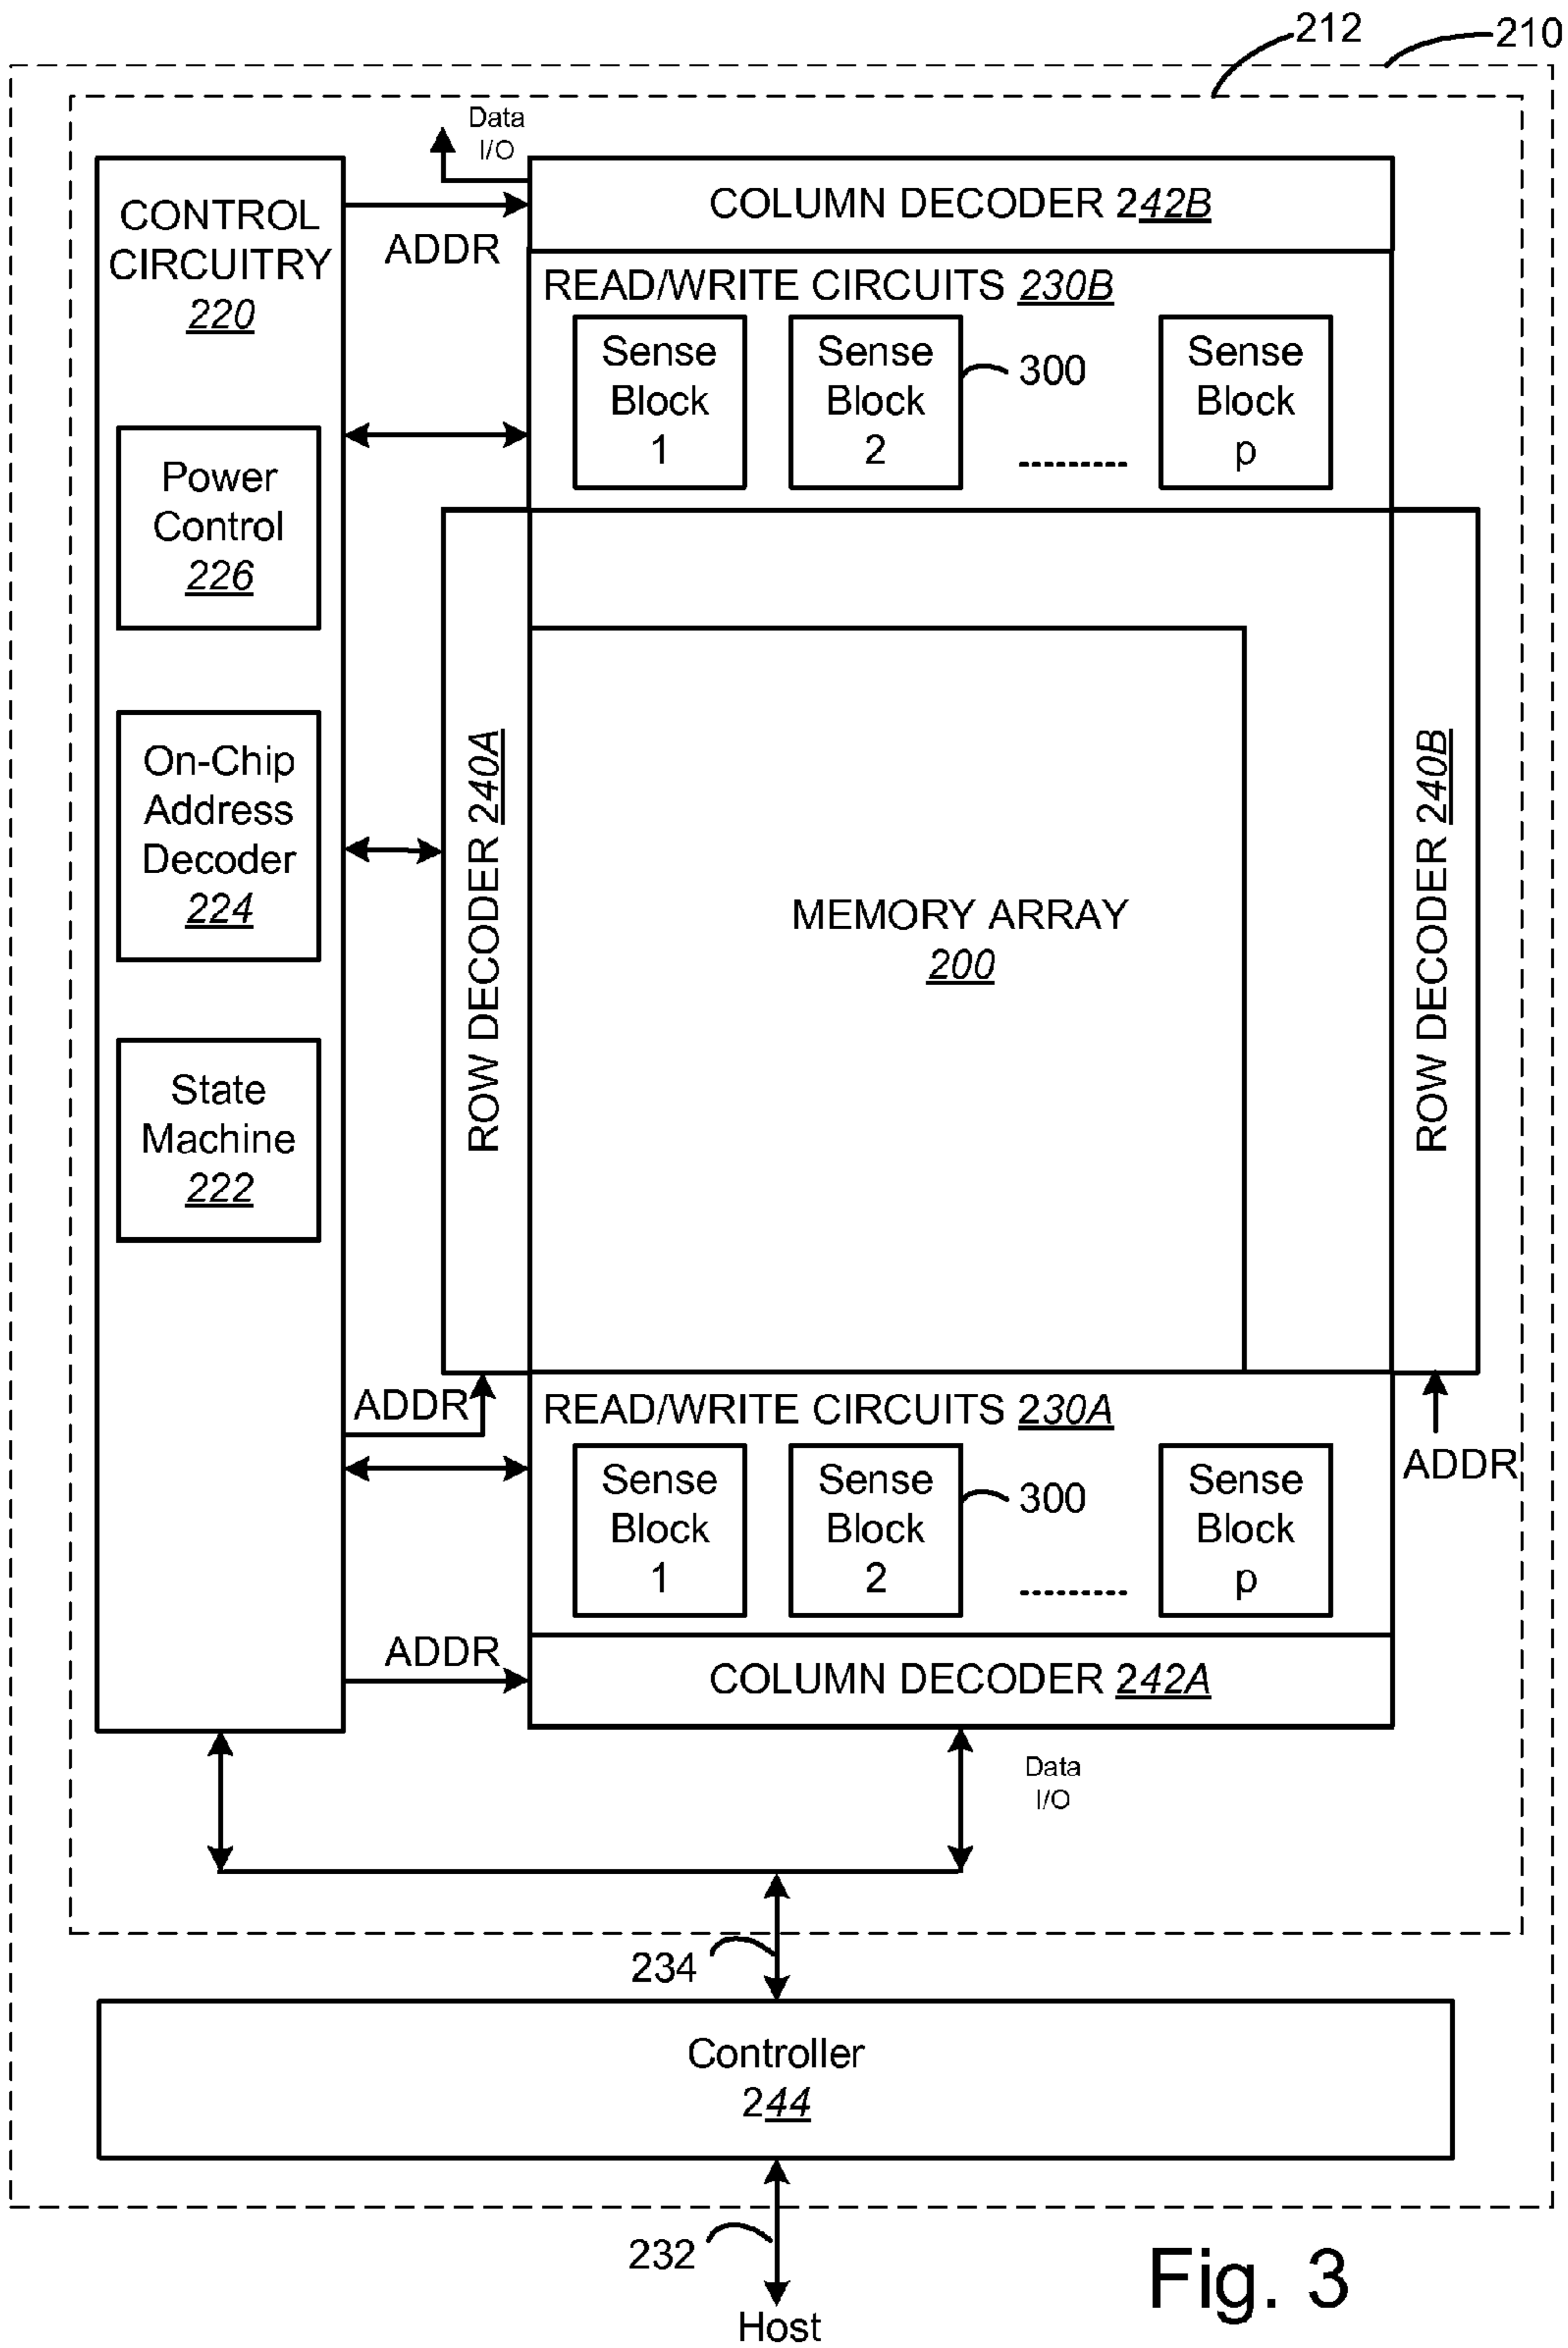 212
210
Data
I/O
CONTROL
CIRCUITRY
220
ADDR
COLUMN DECODER 242B
READ/WRITE CIRCUITS 230B
Sense
Block
1
Sense
Block
2
300
Sense
Block
p
Power
Control
226
On-Chip
Address
Decoder
224
State
Machine
222
ROW DECODER 240A
MEMORY ARRAY
200
ROW DECODER 240B
ADDR
READ/WRITE CIRCUITS 230A
Sense
Block
1
Sense
Block
2
300
Sense
Block
p
ADDR
ADDR
COLUMN DECODER 242A
Data
I/O
234
Controller
244
232
Host
Fig. 3